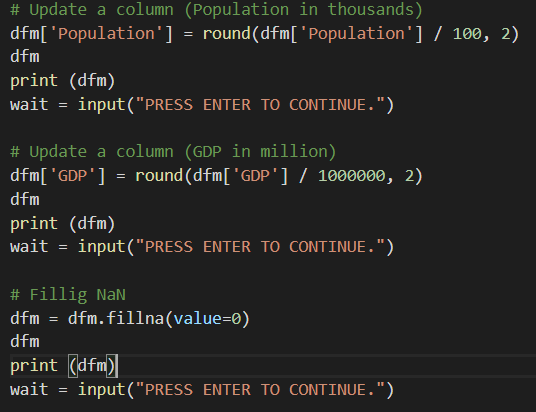 # Update a column (Population in thousands)
dfm['Population'] = round(dfm['Population'] / 100, 2)
dfm
print (dfm)
wait = input("PRESS ENTER TO CONTINUE.")
# Update a column (GDP in million)
dfm['GDP'] = round(dfm['GDP'] / 1000000, 2)
dfm
print (dfm)
wait = input("PRESS ENTER TO CONTINUE.")
# Fillig NaN
dfm = dfm.fillna(value=0)
dfm
print (dfm)
wait = input("PRESS ENTER TO CONTINUE.")